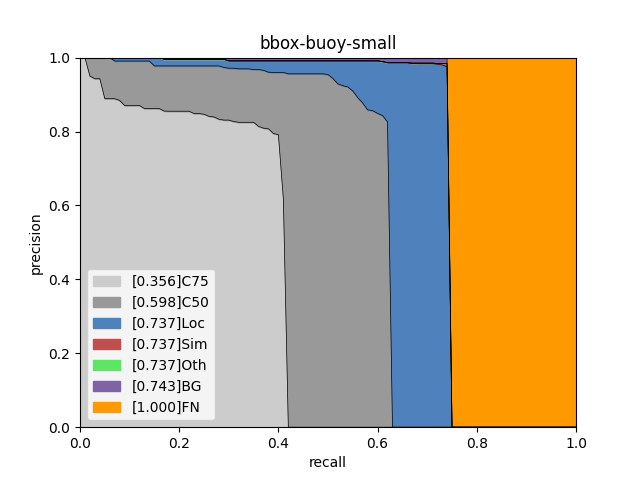 bbox-buoy-small
1.0
0.8
0.6
0.4
0.2
0.0
precision
[0.356]C75
[0.598]C50
[0.737]Loc
[0.737]Sim
[0.737]Oth
[0.743]BG
[1.000]FN
0.0 0.2 0.4 0.6 0.8 1.0
recall